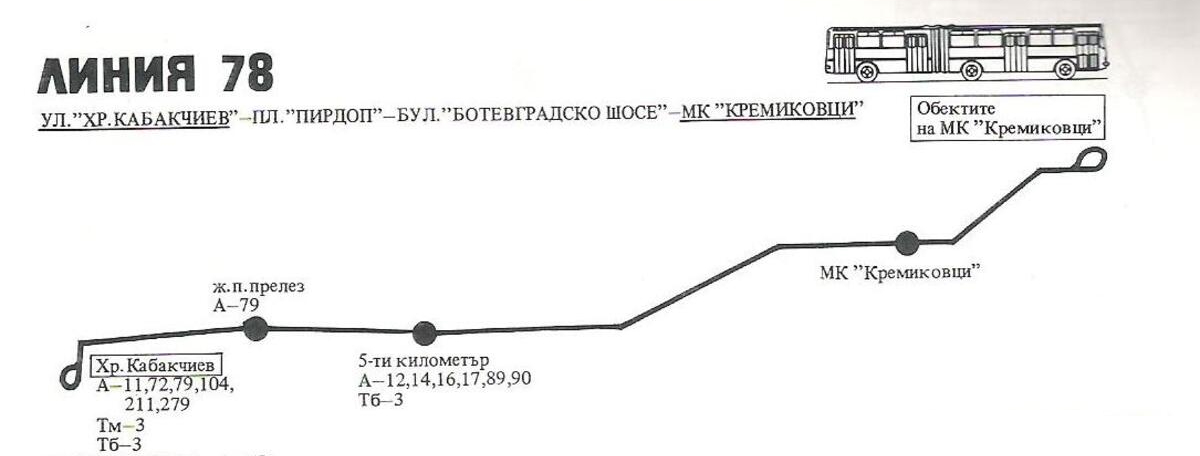 ЛИНИЯ 78
УЛ."ХР.КАБАКЧИЕВ"–ПЛ."ПИРДОП"–БУЛ."БОТЕВГРАДСКО ШОСЕ"–МК "КРЕМИКОВЦИ"
Обектите
на МК "Кремиковци"
МК "Кремиковци"
ж.п.прелез
А–79
5-ти километър
А–12,14,16,17,89,90
Тб–3
Хр.Кабакчиев
А–11,72,79,104,
211,279
Тм–3
Тб–3